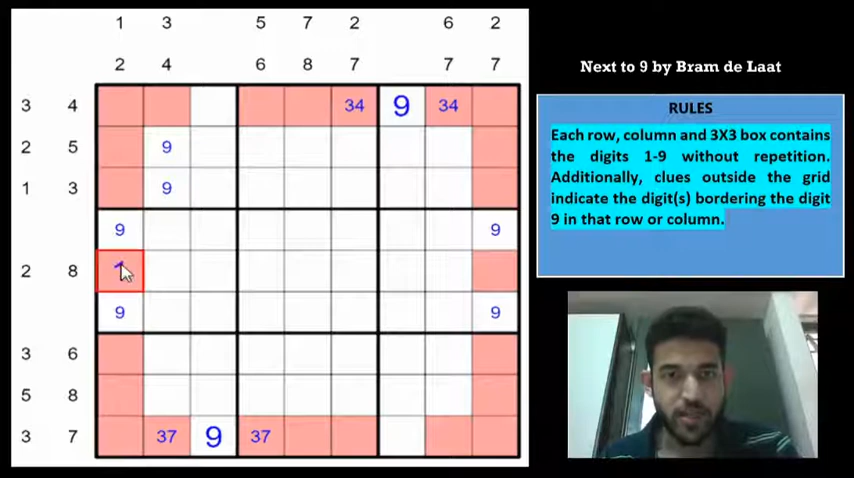 1 3 5 7 2 6 2
2 4 6 8 7 7 7
Next to 9 by Bram de Laat
3 4 34 9 34
RULES
Each row, column and 3X3 box contains
the digits 1-9 without repetition.
Additionally, clues outside the grid
indicate the digit(s) bordering the digit
9 in that row or column.
2 5 9
1 3 9
9 9
2 8
9 9
3 6
5 8
3 7 37 9 37